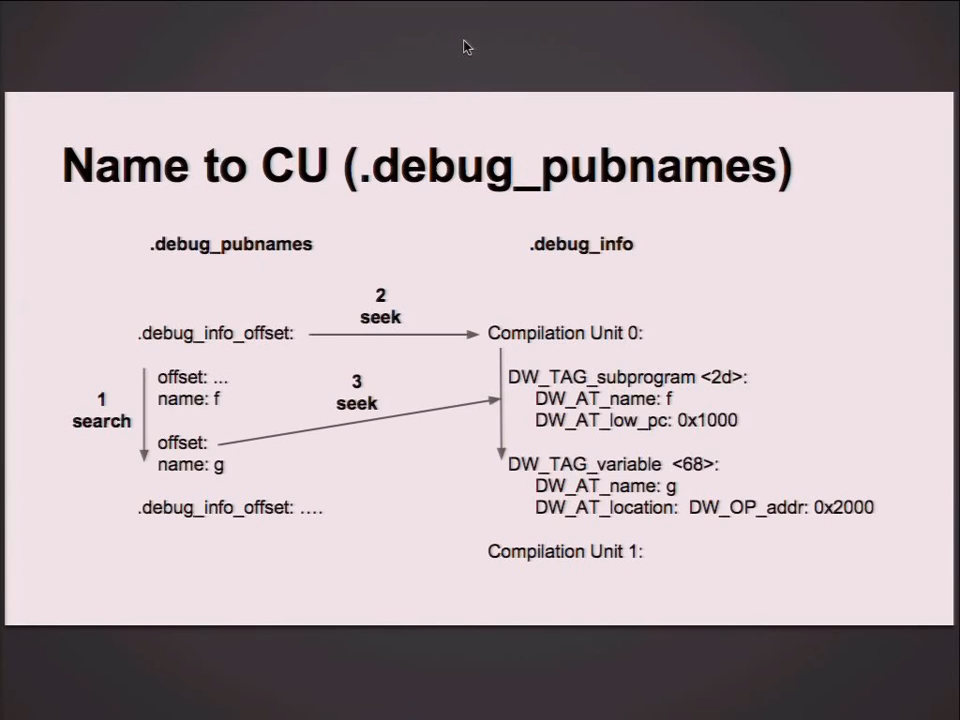 Name to CU (.debug_pubnames)
.debug_pubnames
.debug_info
2
seek
.debug_info_offset:
Compilation Unit 0:
1
search
offset: ...
name: f
3
seek
offset:
name: g
.debug_info_offset: ....
DW_TAG_subprogram <2d>:
DW_AT_name: f
DW_AT_low_pc: 0x1000
DW_TAG_variable <68>:
DW_AT_name: g
DW_AT_location: DW_OP_addr: 0x2000
Compilation Unit 1: